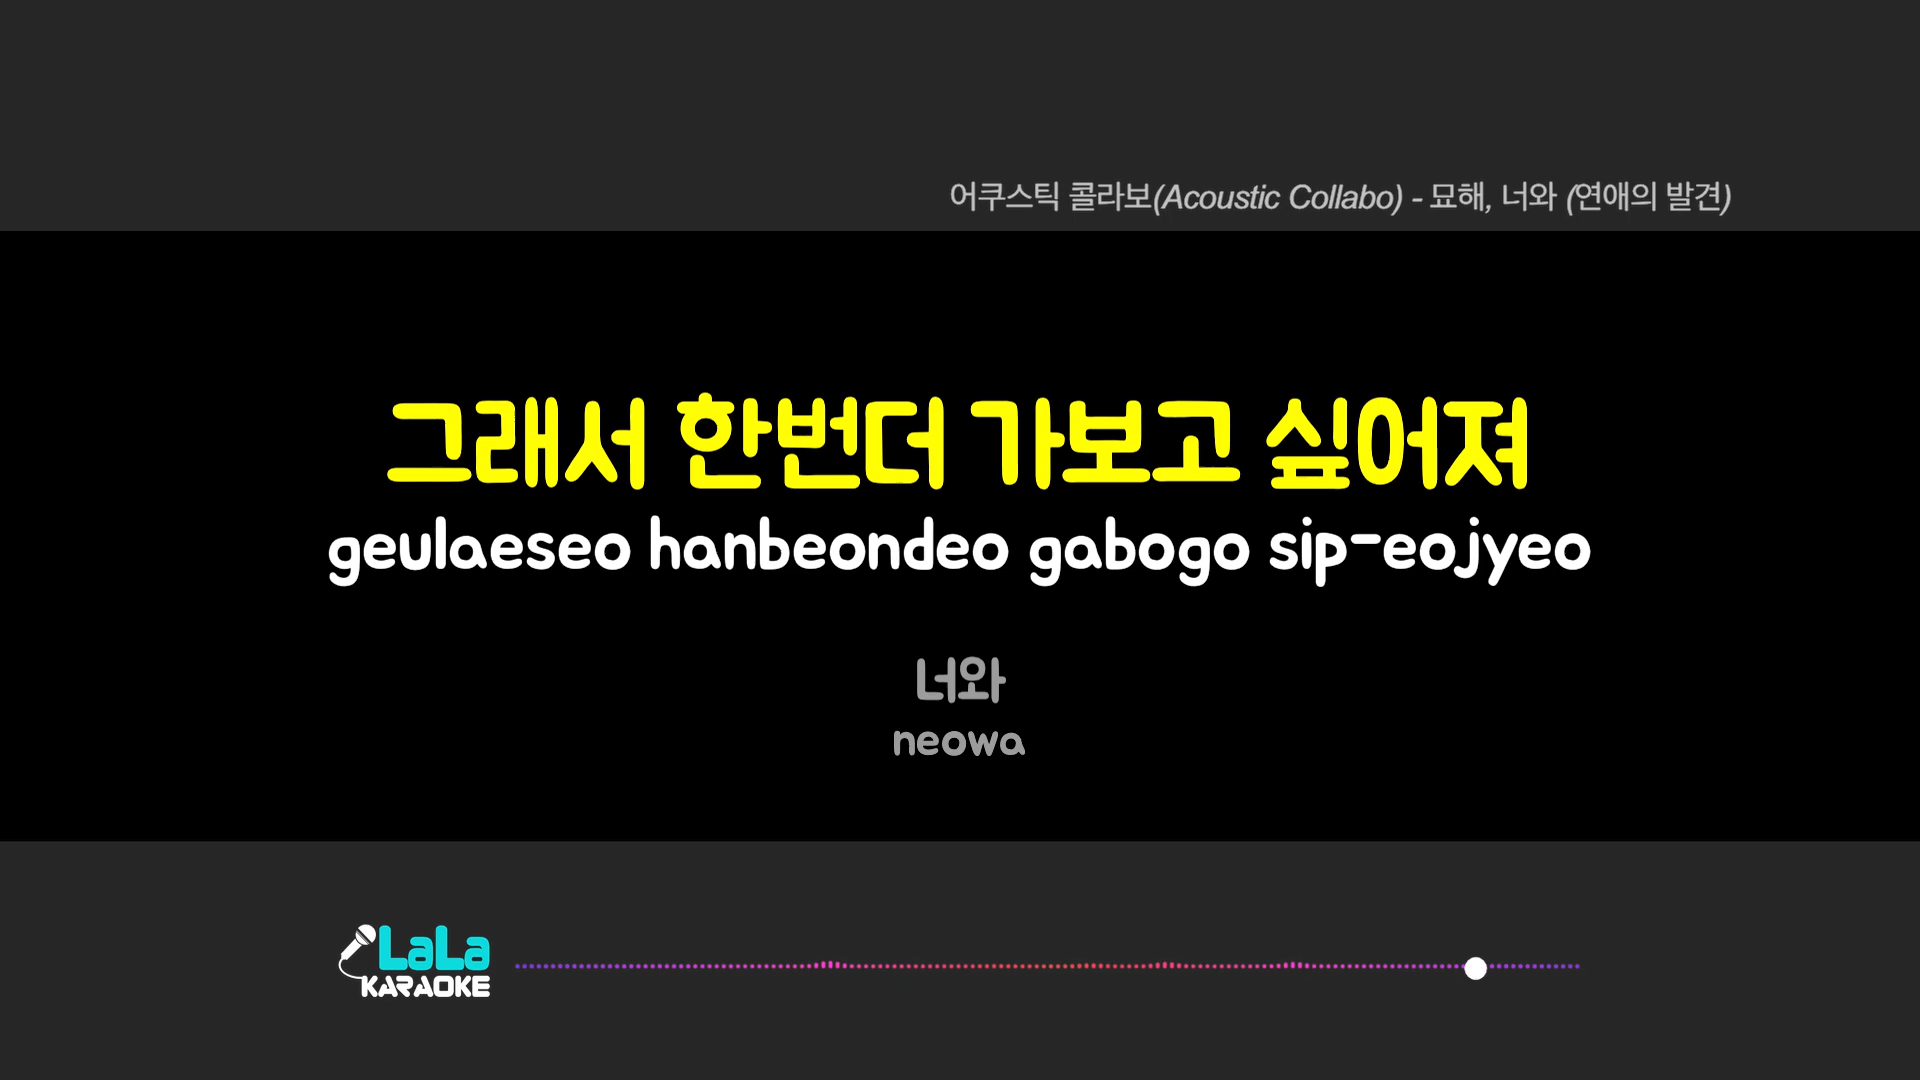 어쿠스틱 콜라보(Acoustic Collabo) - 묘해, 너와 (연애의 발견)
그래서 한번더 가보고 싶어져
geulaeseo hanbeondeo gabogo sip-eojyeo
너와
neowa
LaLa
KARAOKE